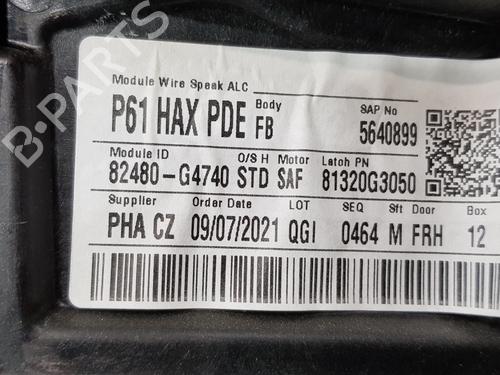 Module Wire Speak ALC
P61 HAX PDE Body FB SAP No 5640899
Module ID O/S H Motor Latch PN
82480-G4740 STD SAF 81320G3050
Supplier Order Date LOT SEQ Sft Door Box
PHA CZ 09/07/2021 QGI 0464 M FRH 12
B-PARTS